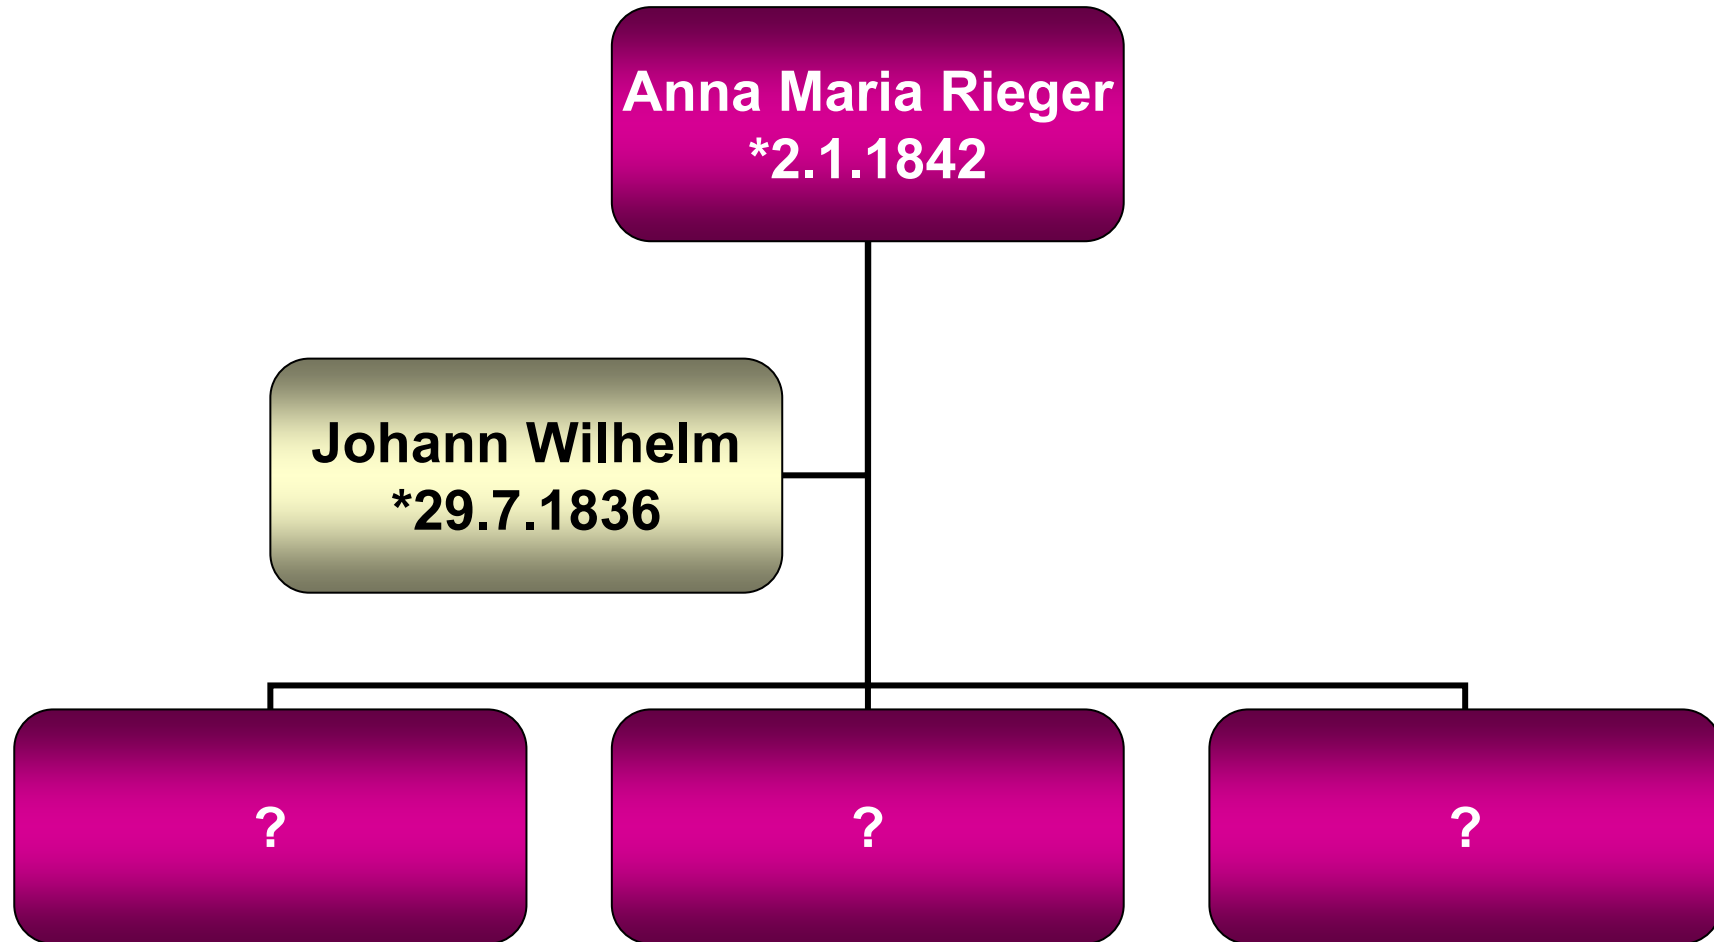 Anna Maria Rieger
*2.1.1842
Johann Wilhelm
*29.7.1836
?
?
?